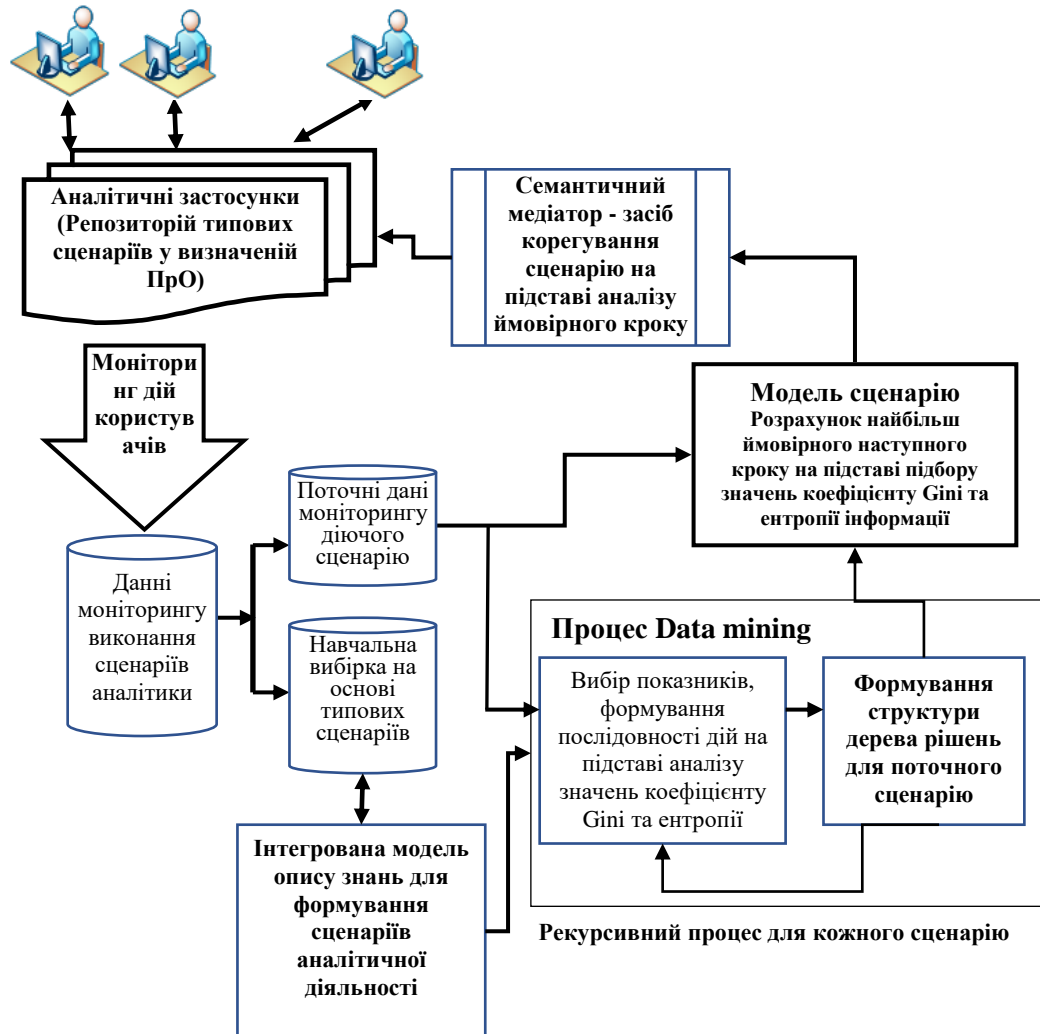 Аналітичні застосунки
(Репозиторій типових
сценаріїв у визначеній
ПрО)
Семантичний
медіатор - засіб
корегування
сценарію на
підставі аналізу
ймовірного кроку
Монітори
нг дій
користув
ачів
Модель сценарію
Розрахунок найбільш
ймовірного наступного
кроку на підставі підбору
значень коефіцієнту Gini та
ентропії інформації
Поточні дані
моніторингу
діючого
сценарію
Данні
моніторингу
виконання
сценаріїв
аналітики
Навчальна
вибірка на
основі
типових
сценаріїв
Процес Data mining
Вибір показників,
формування
послідовності дій на
підставі аналізу
значень коефіцієнту
Gini та ентропії
Формування
структури
дерева рішень
для поточного
сценарію
Інтегрована модель
опису знань для
формування
сценаріїв
аналітичної
діяльності
Рекурсивний процес для кожного сценарію